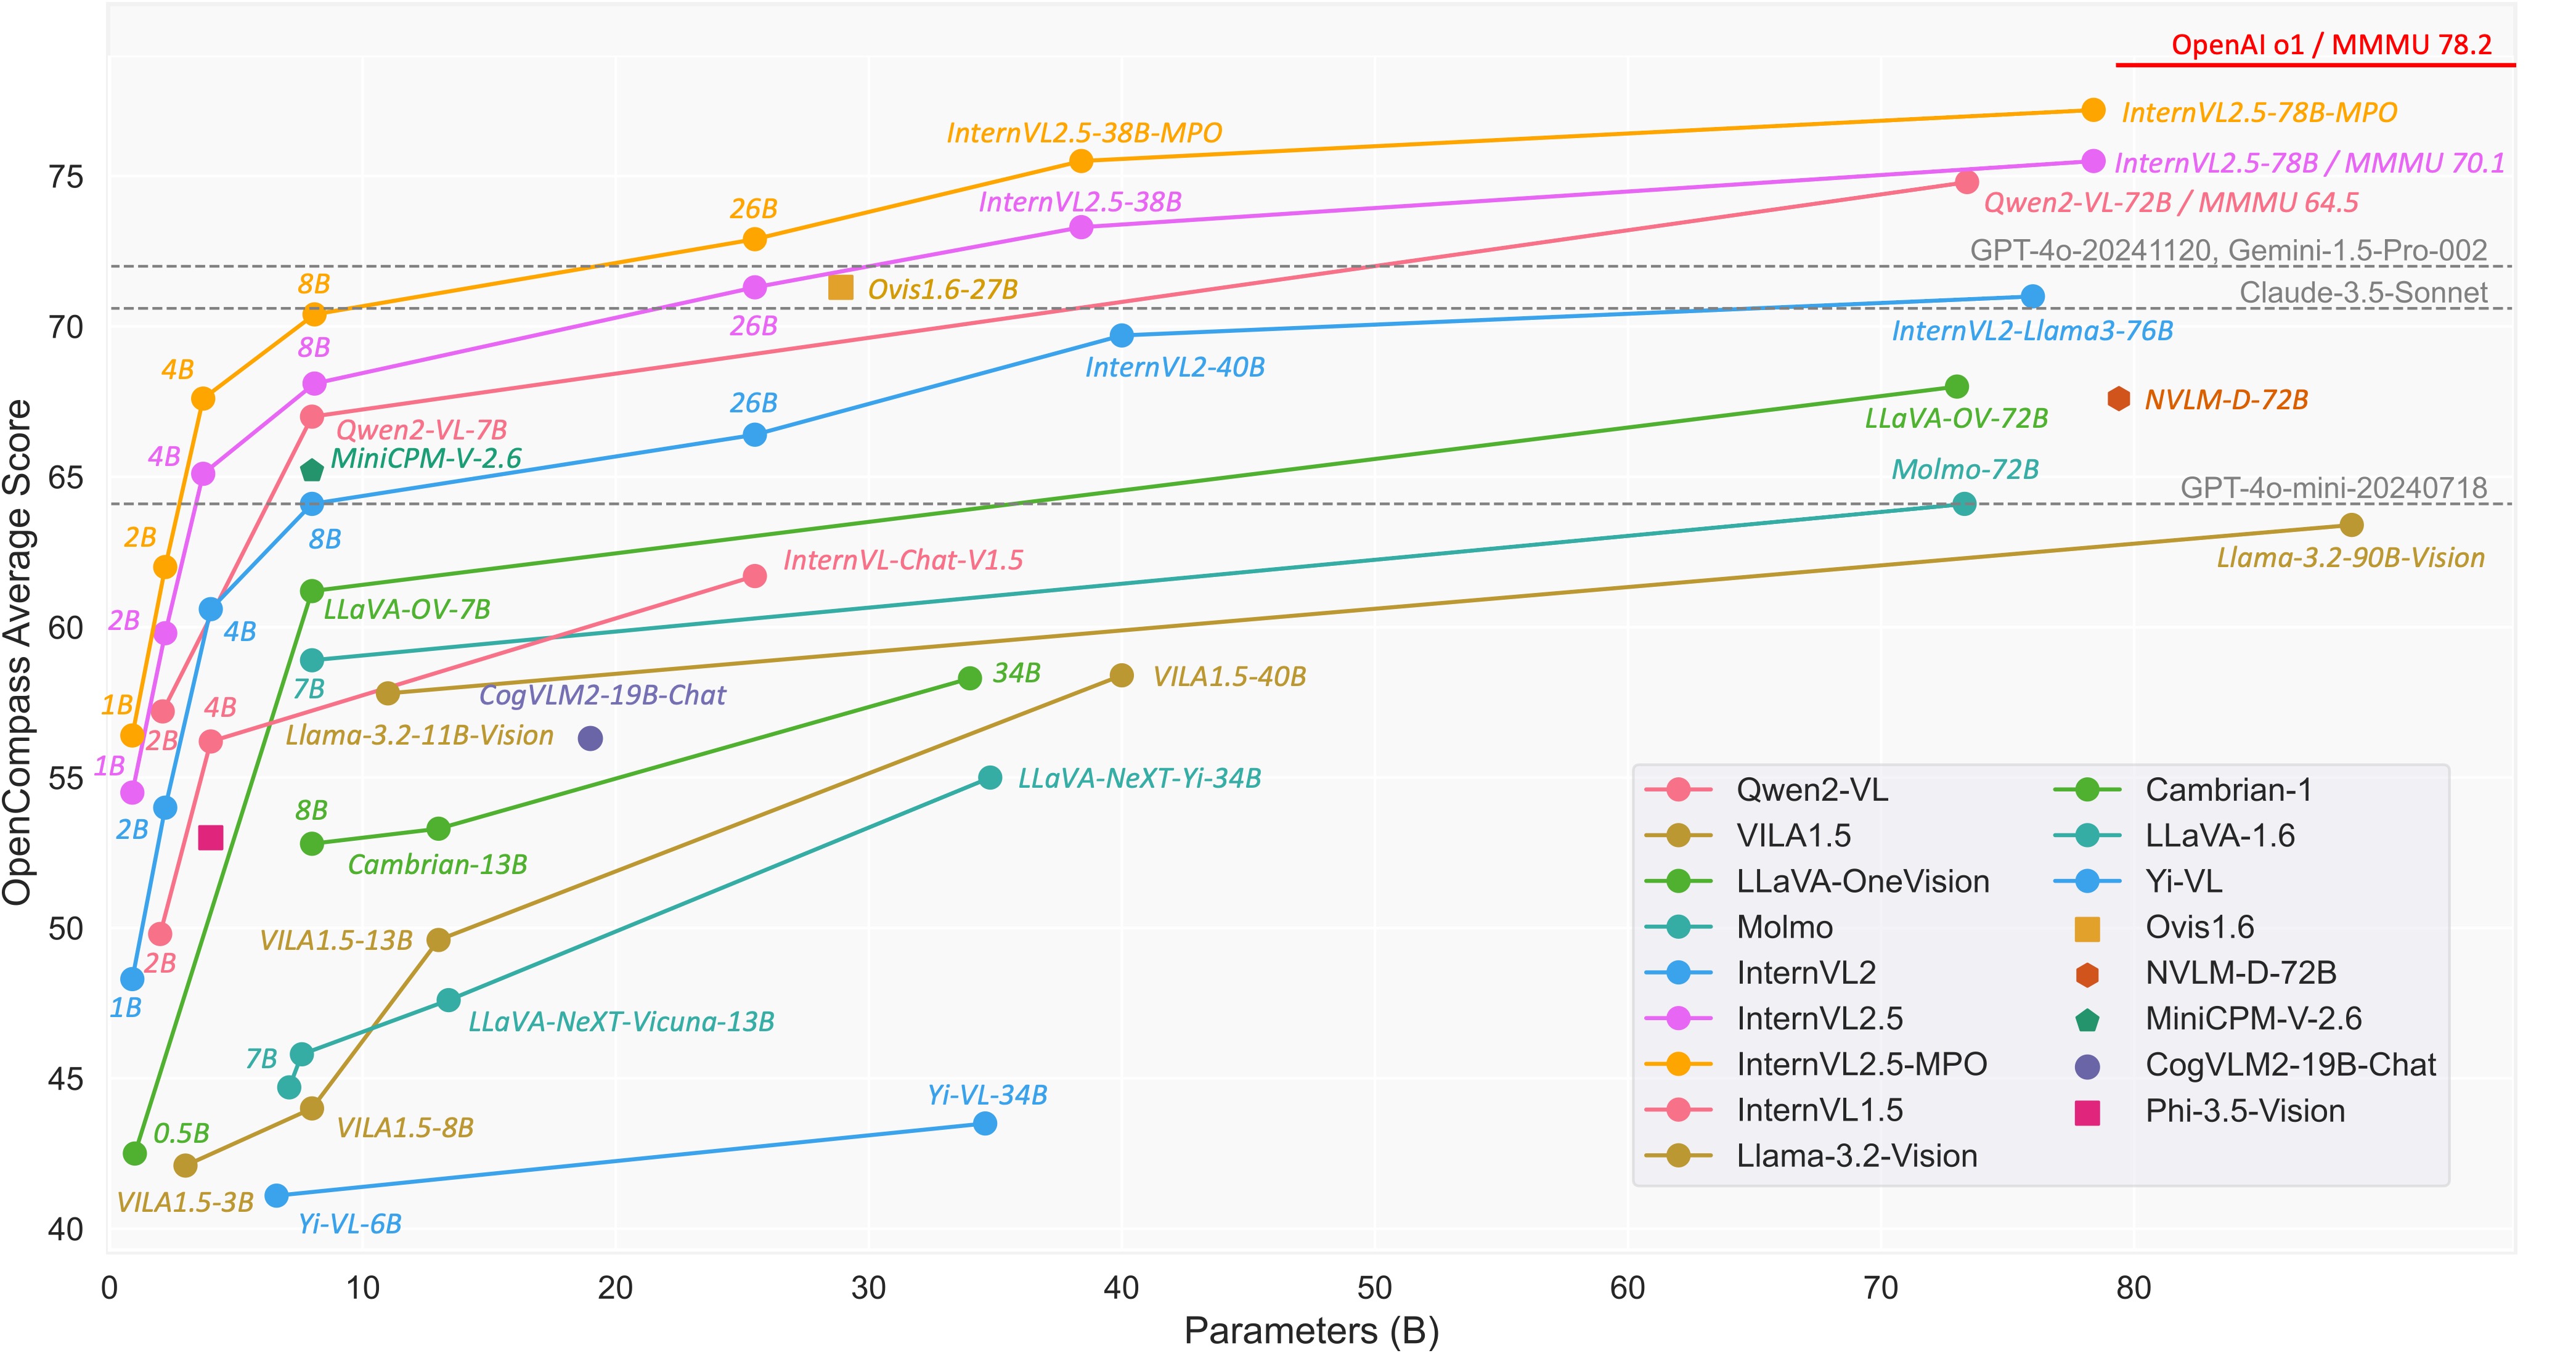 OpenAI o1 / MMMU 78.2
InternVL2.5-78B-MPO
InternVL2.5-38B-MPO
InternVL2.5-78B / MMMU 70.1
75
InternVL2.5-38B
Qwen2-VL-72B / MMMU 64.5
26B
GPT-4o-20241120, Gemini-1.5-Pro-002
8B
Ovis1.6-27B
Claude-3.5-Sonnet
70
26B
InternVL2-Llama3-76B
8B
InternVL2-40B
4B
26B
NVLM-D-72B
LLaVA-OV-72B
Qwen2-VL-7B
4B
MiniCPM-V-2.6
65
Molmo-72B
GPT-4o-mini-20240718
2B
8B
InternVL-Chat-V1.5
Llama-3.2-90B-Vision
LLaVA-OV-7B
2B
60
4B
34B
VILA1.5-40B
7B
CogVLM2-19B-Chat
1B
4B
2B
Llama-3.2-11B-Vision
1B
55
LLaVA-NeXT-Yi-34B
8B
2B
Cambrian-13B
50
VILA1.5-13B
2B
1B
LLaVA-NeXT-Vicuna-13B
7B
45
Yi-VL-34B
0.5B
VILA1.5-8B
VILA1.5-3B
Yi-VL-6B
40
OpenCompass Average Score
Qwen2-VL
VILA1.5
LLaVA-OneVision
Molmo
InternVL2
InternVL2.5
InternVL2.5-MPO
InternVL1.5
Llama-3.2-Vision
Cambrian-1
LLaVA-1.6
Yi-VL
Ovis1.6
NVLM-D-72B
MiniCPM-V-2.6
CogVLM2-19B-Chat
Phi-3.5-Vision
0 10 20 30 40 50 60 70 80
Parameters (B)